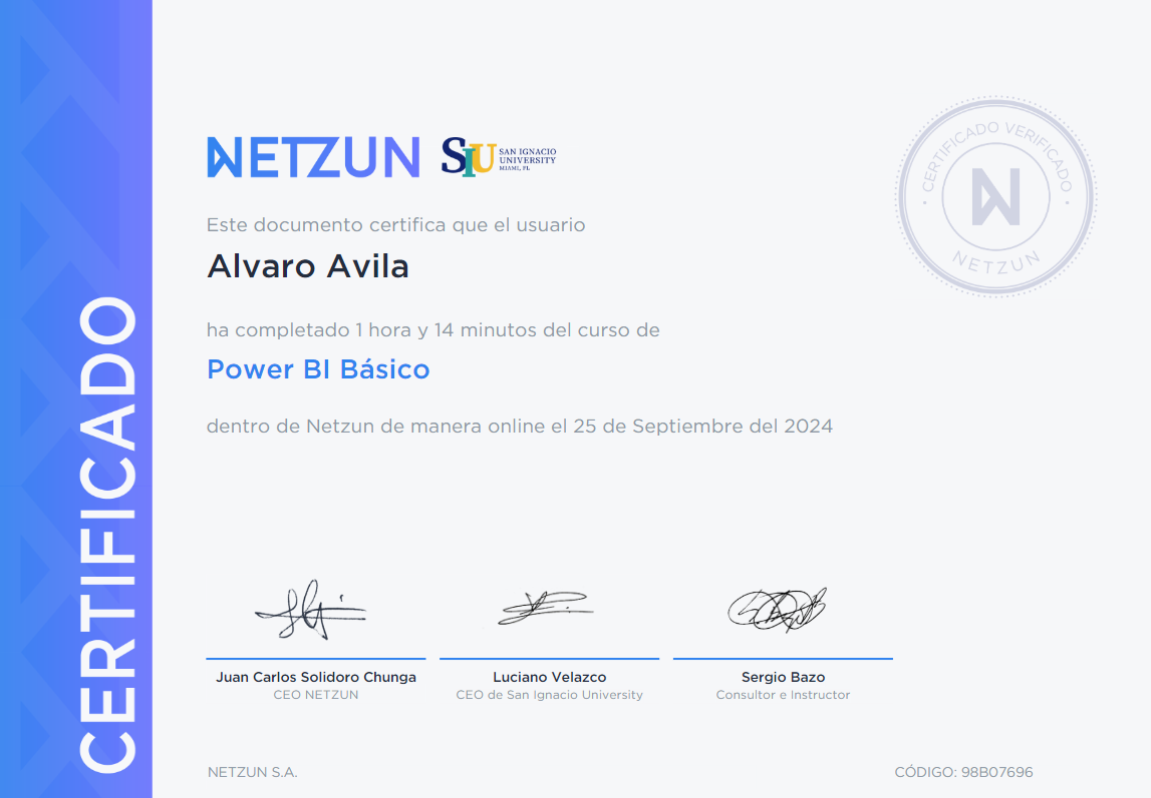 CERTIFICADO
NETZUN
SIU
SAN IGNACIO
UNIVERSITY
MIAMI, FL
CERTIFICADO VERIFICADO
N
NETZUN
Este documento certifica que el usuario
Alvaro Avila
ha completado 1 hora y 14 minutos del curso de
Power BI Básico
dentro de Netzun de manera online el 25 de Septiembre del 2024
Juan Carlos Solidoro Chunga
CEO NETZUN
Luciano Velazco
CEO de San Ignacio University
Sergio Bazo
Consultor e Instructor
NETZUN S.A.
CÓDIGO: 98B07696